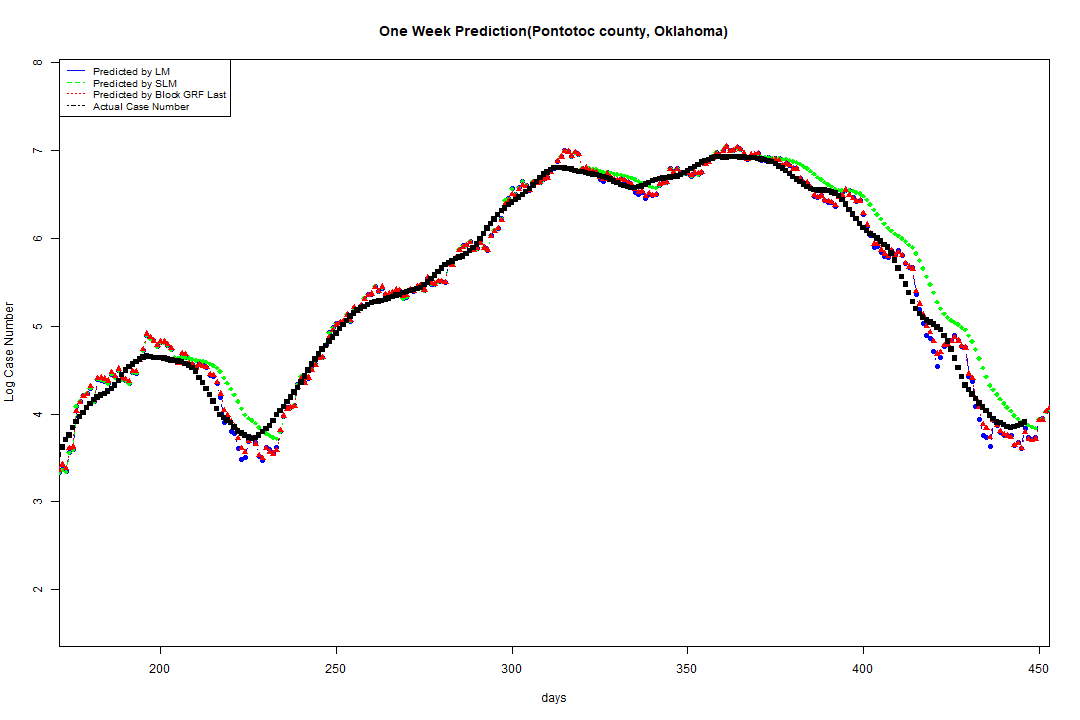 One Week Prediction(Pontotoc county, Oklahoma)
Predicted by LM
Predicted by SLM
Predicted by Block GRF Last
Actual Case Number
8
7
6
5
4
3
2
Log Case Number
200 250 300 350 400 450
days